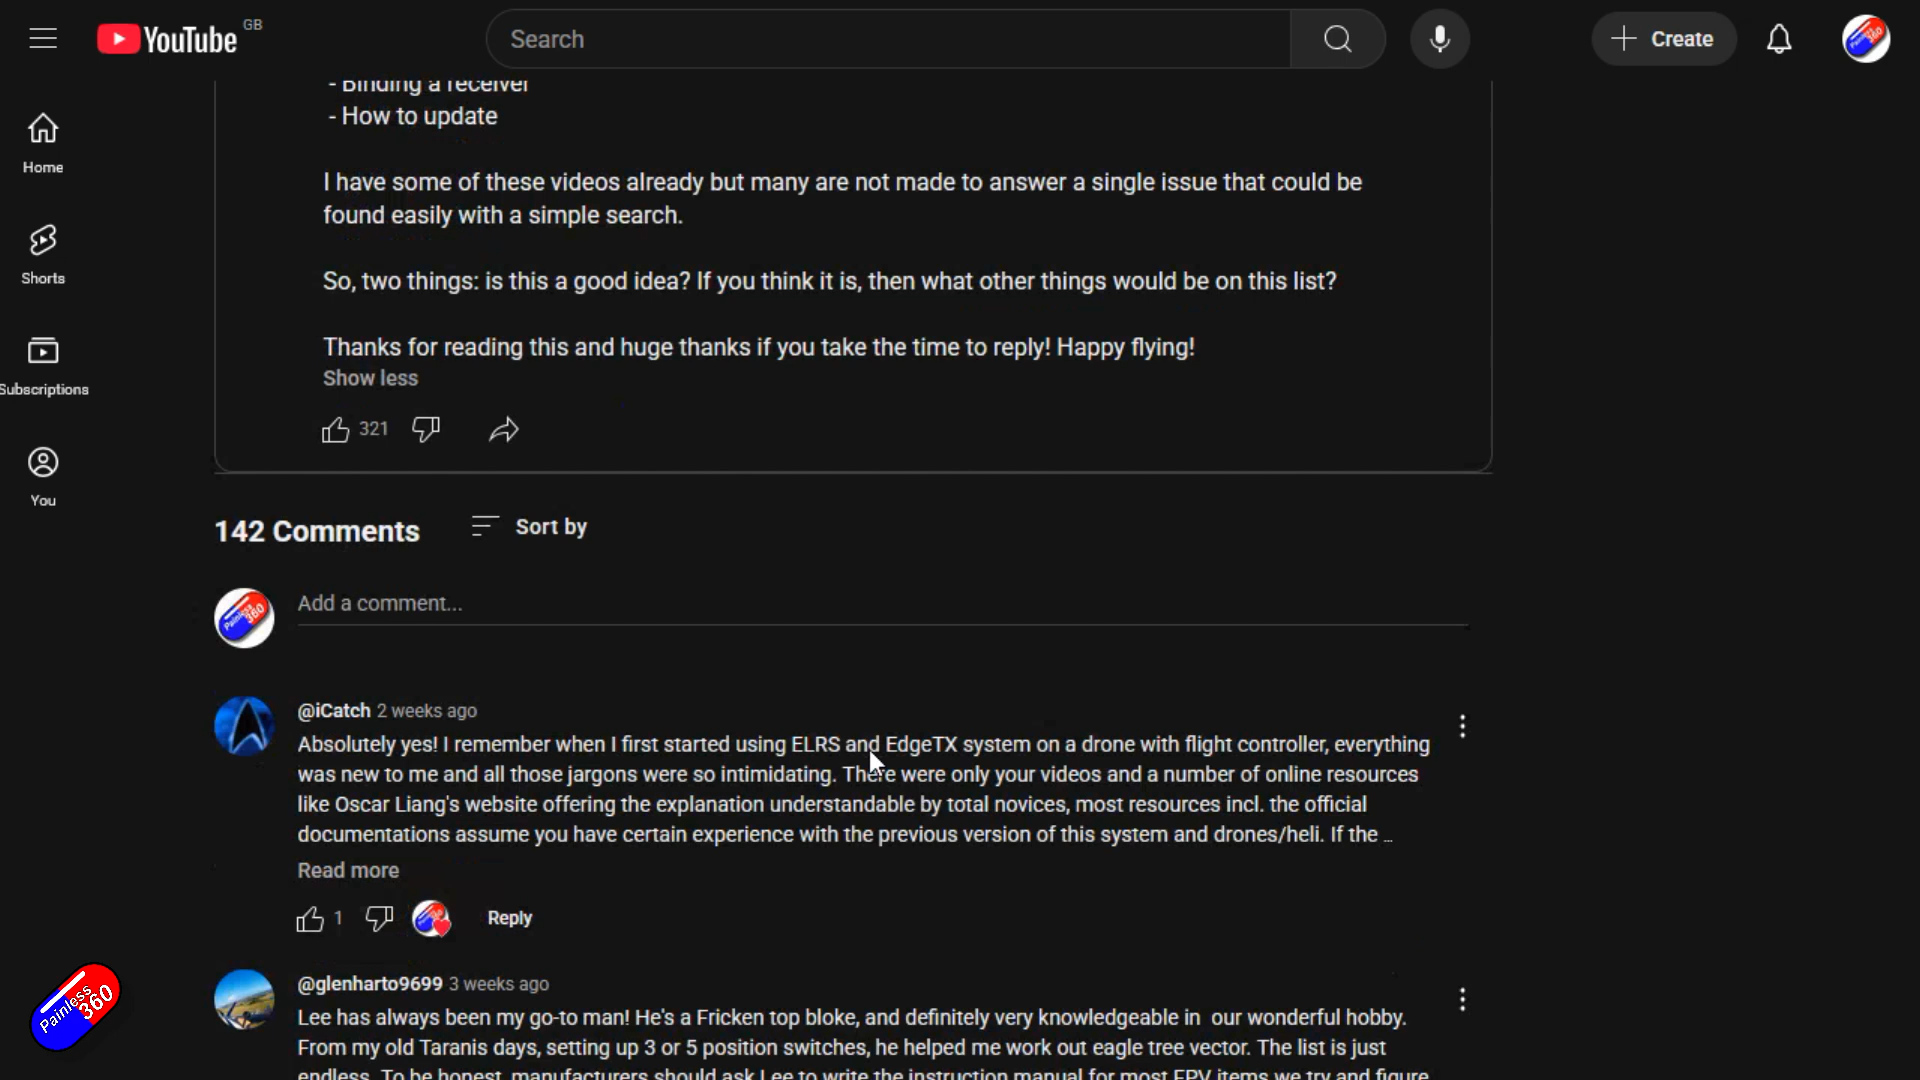 YouTube GB
Search
Create
- Binding a receiver
- How to update
Home
I have some of these videos already but many are not made to answer a single issue that could be
found easily with a simple search.
Shorts
So, two things: is this a good idea? If you think it is, then what other things would be on this list?
Thanks for reading this and huge thanks if you take the time to reply! Happy flying!
Show less
Subscriptions
321
You
142 Comments
Sort by
Add a comment...
@iCatch 2 weeks ago
Absolutely yes! I remember when I first started using ELRS and EdgeTX system on a drone with flight controller, everything
was new to me and all those jargons were so intimidating. There were only your videos and a number of online resources
like Oscar Liang's website offering the explanation understandable by total novices, most resources incl. the official
documentations assume you have certain experience with the previous version of this system and drones/heli. If the ...
Read more
1
Reply
@glenharto9699 3 weeks ago
Lee has always been my go-to man! He's a Fricken top bloke, and definitely very knowledgeable in our wonderful hobby.
From my old Taranis days, setting up 3 or 5 position switches, he helped me work out eagle tree vector. The list is just
endless. To be honest, manufacturers should ask Lee to write the instruction manual for most FPV items we try and figure
Painless 360